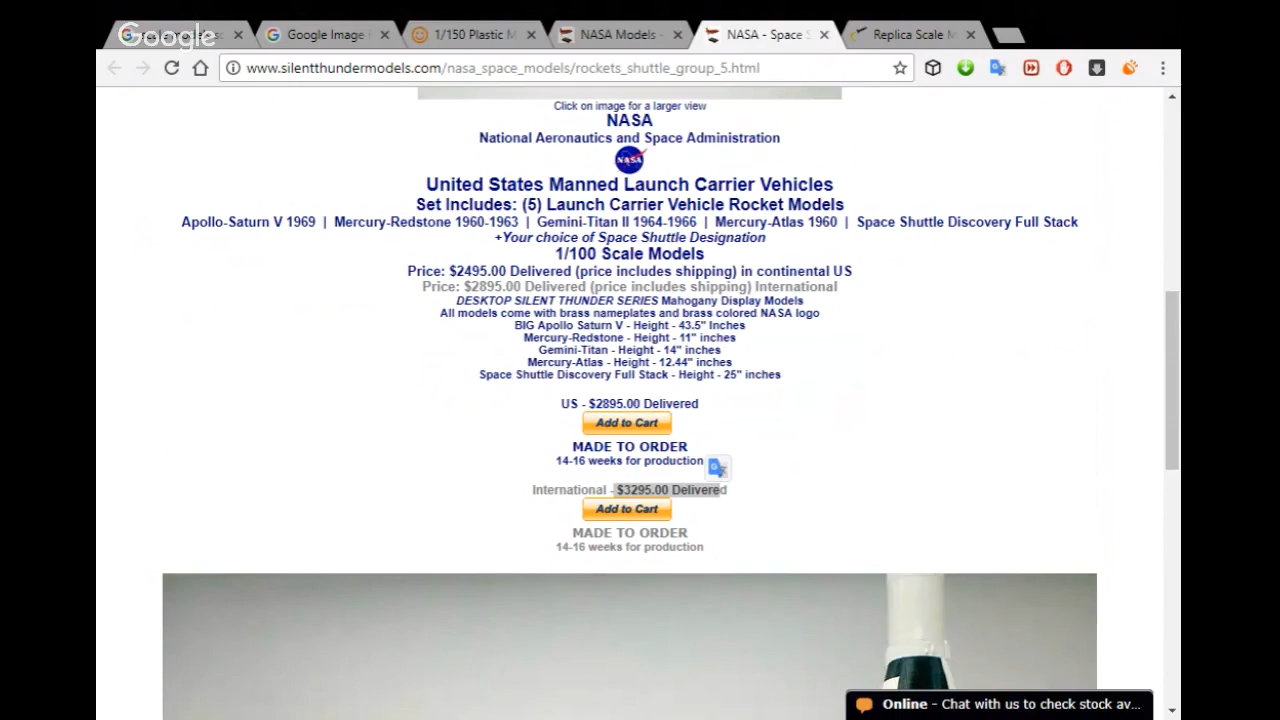 Google
Google Image
1/150 Plastic M
NASA Models -
NASA - Space S
Replica Scale M
www.silentthundermodels.com/nasa_space_models/rockets_shuttle_group_5.html
Click on image for a larger view
NASA
National Aeronautics and Space Administration
NASA
United States Manned Launch Carrier Vehicles
Set Includes: (5) Launch Carrier Vehicle Rocket Models
Apollo-Saturn V 1969 | Mercury-Redstone 1960-1963 | Gemini-Titan II 1964-1966 | Mercury-Atlas 1960 | Space Shuttle Discovery Full Stack
+Your choice of Space Shuttle Designation
1/100 Scale Models
Price: $2495.00 Delivered (price includes shipping) in continental US
Price: $2895.00 Delivered (price includes shipping) International
DESKTOP SILENT THUNDER SERIES Mahogany Display Models
All models come with brass nameplates and brass colored NASA logo
BIG Apollo Saturn V - Height - 43.5" Inches
Mercury-Redstone - Height - 11" inches
Gemini-Titan - Height - 14" inches
Mercury-Atlas - Height - 12.44" inches
Space Shuttle Discovery Full Stack - Height - 25" inches
US - $2895.00 Delivered
Add to Cart
MADE TO ORDER
14-16 weeks for production
International - $3295.00 Delivered
Add to Cart
MADE TO ORDER
14-16 weeks for production
Online - Chat with us to check stock av...